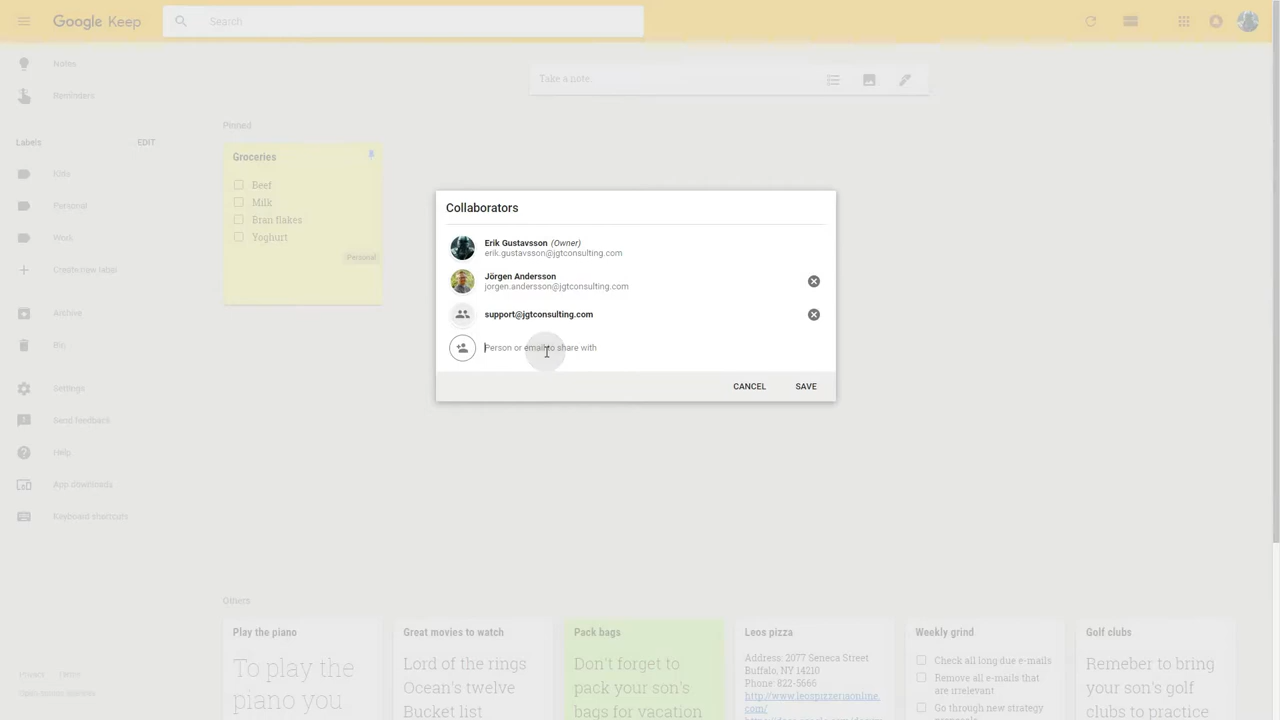 Google Keep
Search
Notes
Reminders
Labels
EDIT
Kids
Personal
Work
Create new label
Archive
Bin
Settings
Send feedback
Help
App downloads
Keyboard shortcuts
Privacy
Terms
Take a note...
Pinned
Groceries
Beef
Milk
Bran flakes
Yoghurt
Personal
Collaborators
Erik Gustavsson (Owner)
erik.gustavsson@jgtconsulting.com
Jörgen Andersson
jorgen.andersson@jgtconsulting.com
support@jgtconsulting.com
Person or email to share with
CANCEL
SAVE
Others
Play the piano
To play the
piano you
Great movies to watch
Lord of the rings
Ocean's twelve
Bucket list
Pack bags
Don't forget to
pack your son's
bags for vacation
Leos pizza
Address: 2077 Seneca Street
Buffalo, NY 14210
Phone: 822-5666
http://www.leospizzeriaonline.
com/
Weekly grind
Check all long due e-mails
Remove all e-mails that
are irrelevant
Go through new strategy
Golf clubs
Remeber to bring
your son's golf
clubs to practice